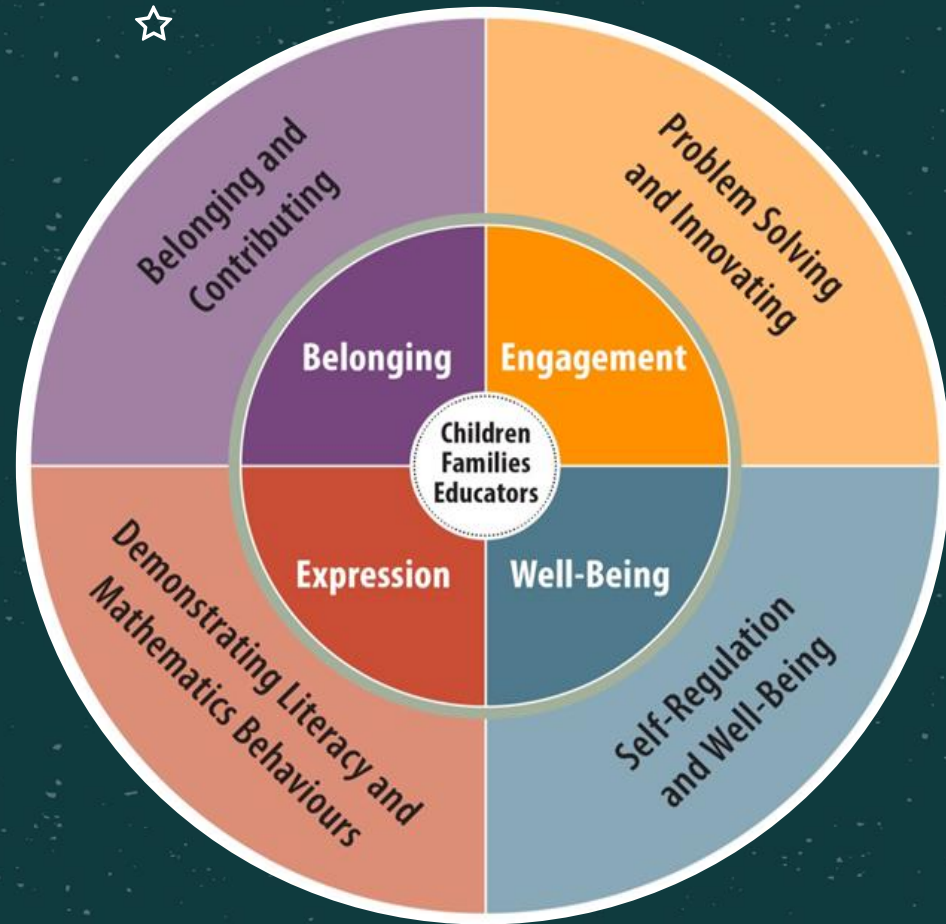 Belonging and
Contributing
Problem Solving
and Innovating
Belonging
Engagement
Children
Families
Educators
Expression
Well-Being
Demonstrating Literacy and
Mathematics Behaviours
Self-Regulation
and Well-Being